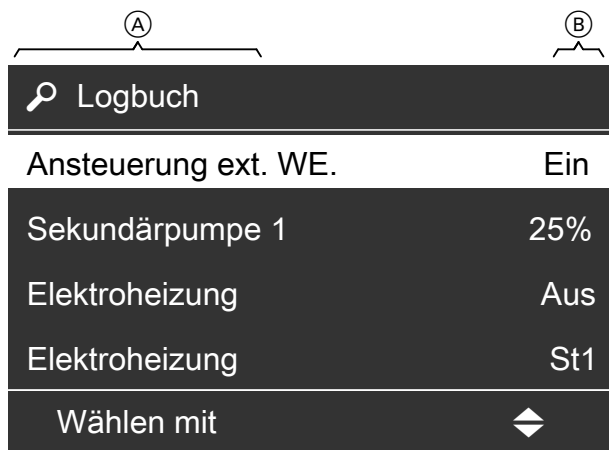 A B
Logbuch
Ansteuerung ext. WE. Ein
Sekundärpumpe 1 25%
Elektroheizung Aus
Elektroheizung St1
Wählen mit